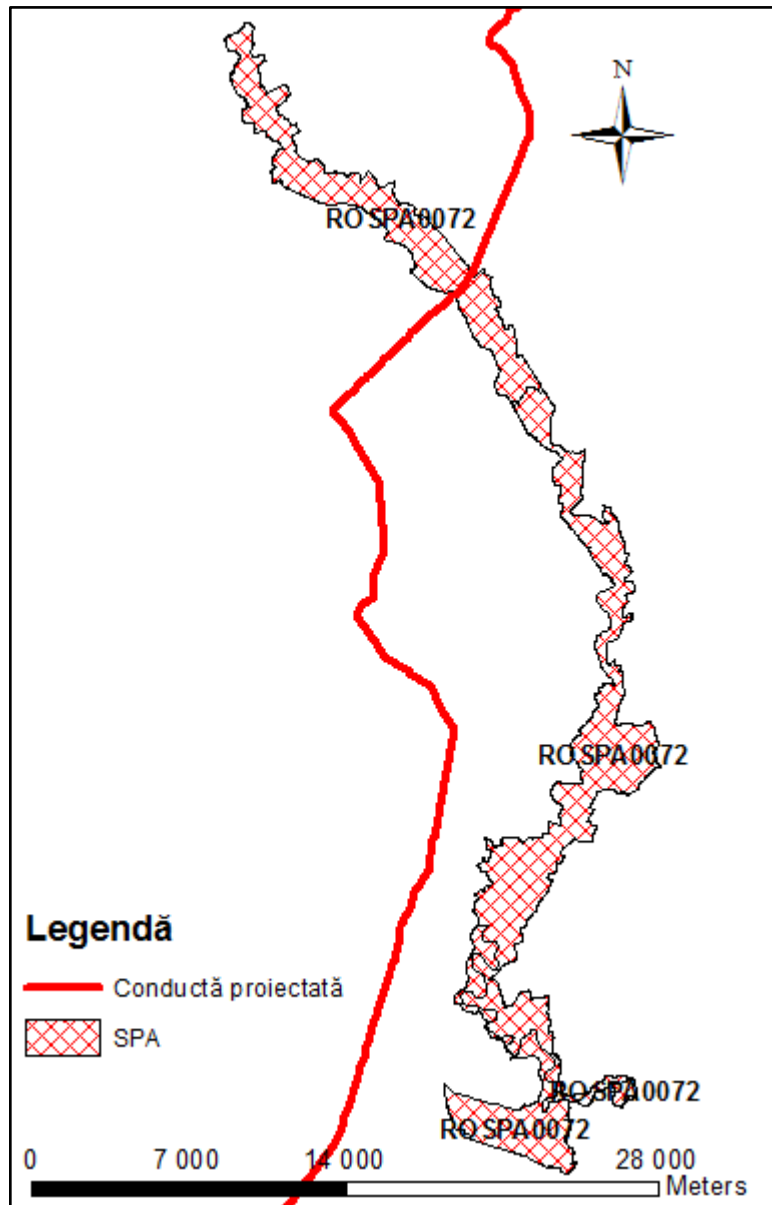 N
RO SPA0072
RO SPA0072
Legendă
Conductă proiectată
SPA
RO SPA0072
RO SPA0072
0 7 000 14 000 28 000
Meters